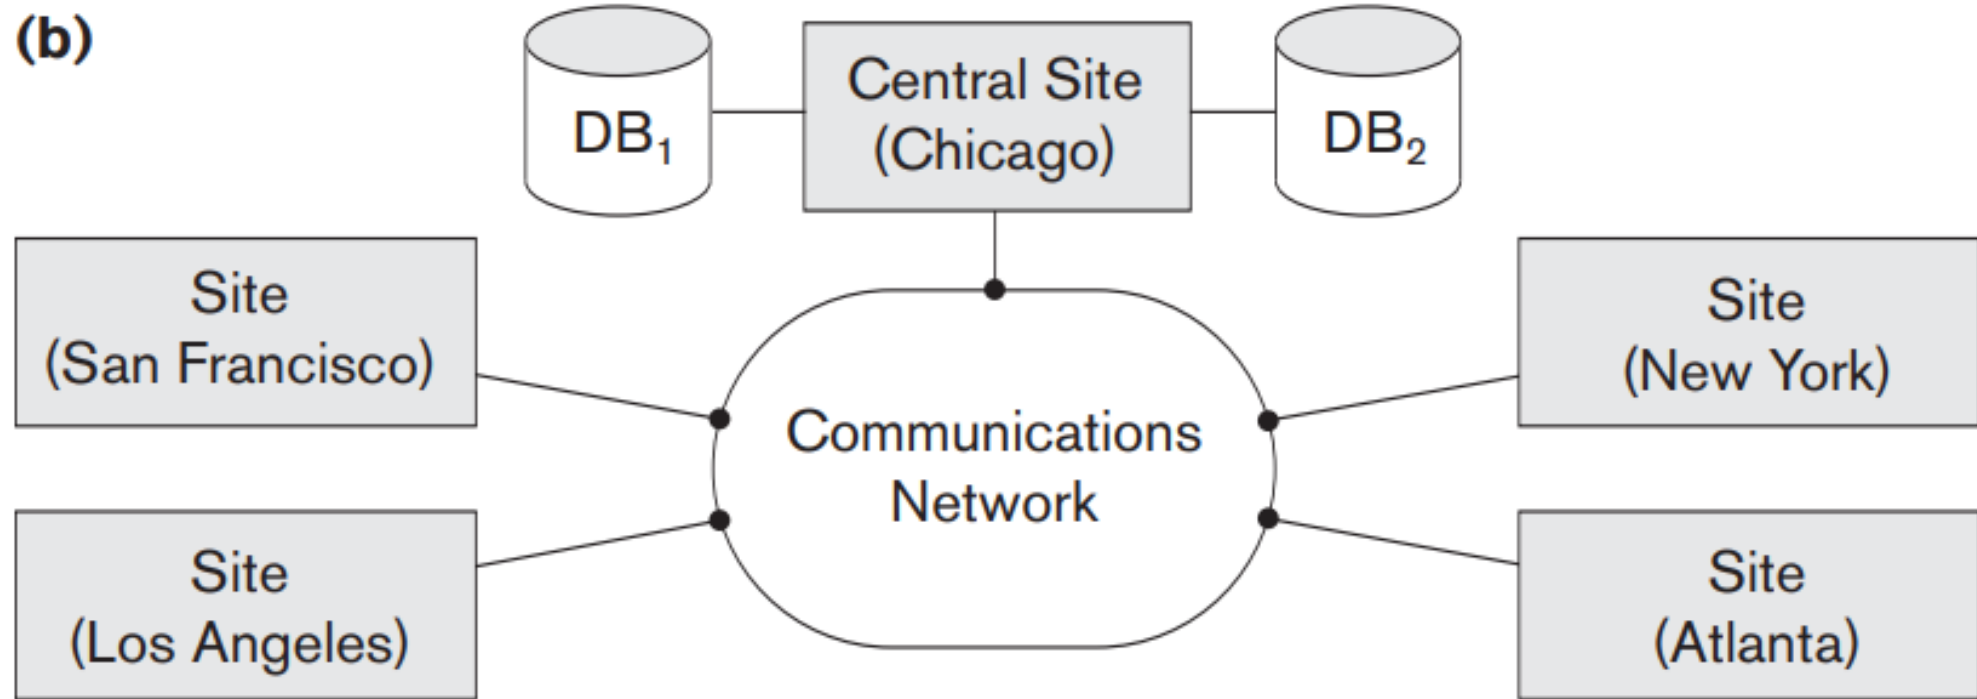 (b)
DB₁
Central Site
(Chicago)
DB₂
Site
(San Francisco)
Site
(New York)
Communications
Network
Site
(Los Angeles)
Site
(Atlanta)